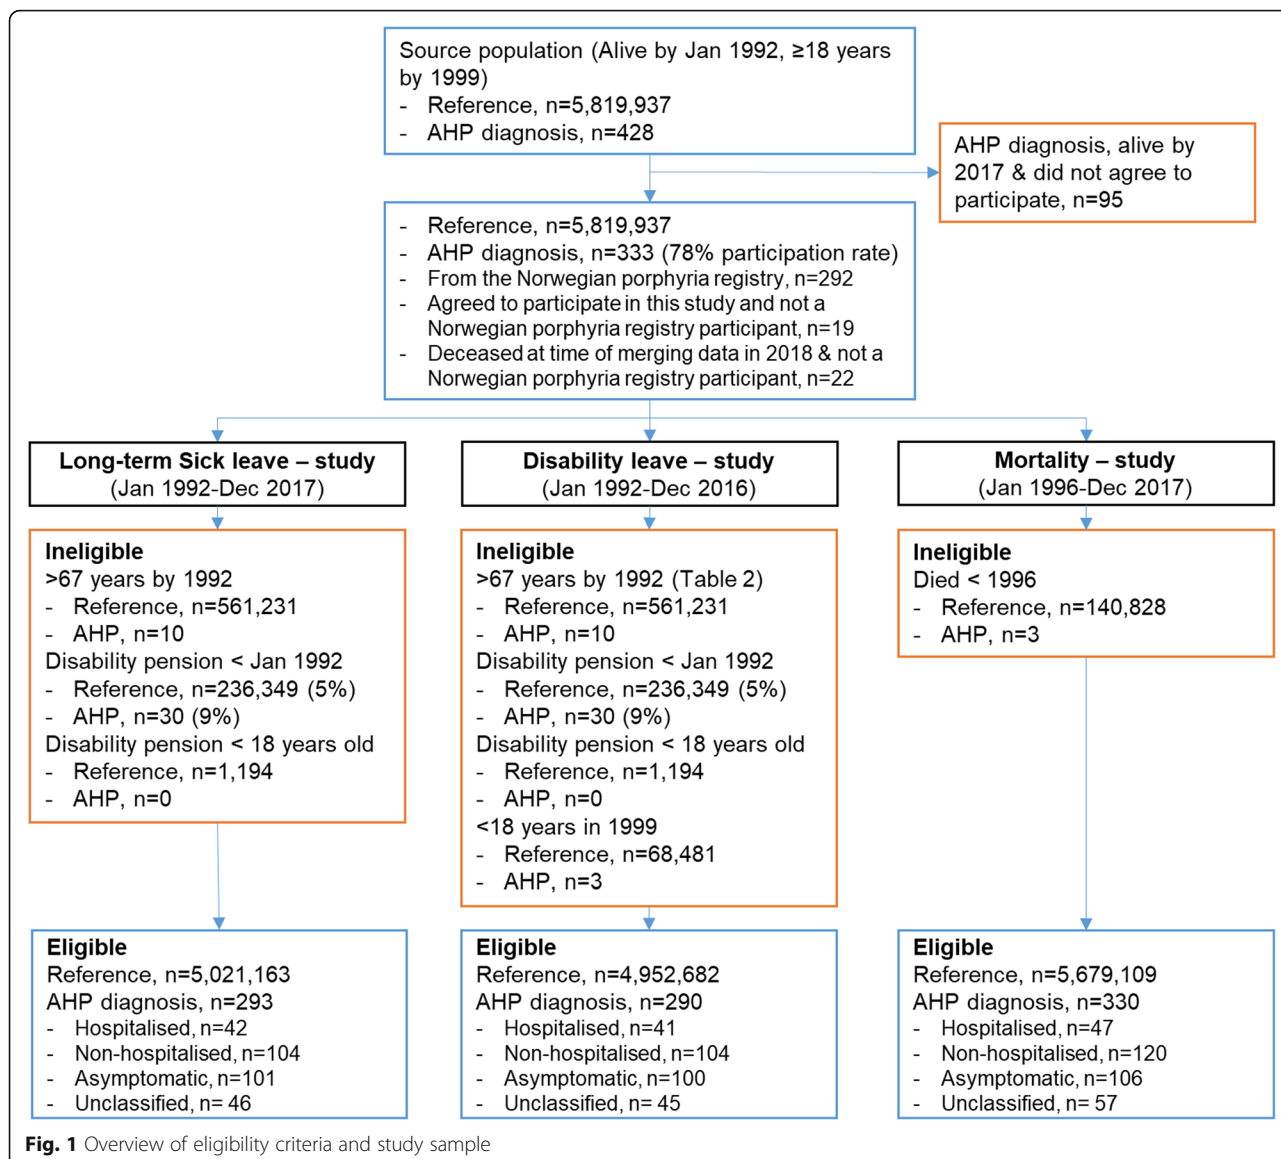 Source population (Alive by Jan 1992, ≥18 years
by 1999)
- Reference, n=5,819,937
- AHP diagnosis, n=428
AHP diagnosis, alive by
2017 & did not agree to
participate, n=95
- Reference, n=5,819,937
- AHP diagnosis, n=333 (78% participation rate)
- From the Norwegian porphyria registry, n=292
- Agreed to participate in this study and not a
Norwegian porphyria registry participant, n=19
- Deceased at time of merging data in 2018 & not a
Norwegian porphyria registry participant, n=22
Long-term Sick leave – study
(Jan 1992-Dec 2017)
Ineligible
>67 years by 1992
- Reference, n=561,231
- AHP, n=10
Disability pension < Jan 1992
- Reference, n=236,349 (5%)
- AHP, n=30 (9%)
Disability pension < 18 years old
- Reference, n=1,194
- AHP, n=0
Eligible
Reference, n=5,021,163
AHP diagnosis, n=293
- Hospitalised, n=42
- Non-hospitalised, n=104
- Asymptomatic, n=101
- Unclassified, n= 46
Disability leave – study
(Jan 1992-Dec 2016)
Ineligible
>67 years by 1992 (Table 2)
- Reference, n=561,231
- AHP, n=10
Disability pension < Jan 1992
- Reference, n=236,349 (5%)
- AHP, n=30 (9%)
Disability pension < 18 years old
- Reference, n=1,194
- AHP, n=0
<18 years in 1999
- Reference, n=68,481
- AHP, n=3
Eligible
Reference, n=4,952,682
AHP diagnosis, n=290
- Hospitalised, n=41
- Non-hospitalised, n=104
- Asymptomatic, n=100
- Unclassified, n= 45
Mortality – study
(Jan 1996-Dec 2017)
Ineligible
Died < 1996
- Reference, n=140,828
- AHP, n=3
Eligible
Reference, n=5,679,109
AHP diagnosis, n=330
- Hospitalised, n=47
- Non-hospitalised, n=120
- Asymptomatic, n=106
- Unclassified, n= 57
Fig. 1 Overview of eligibility criteria and study sample